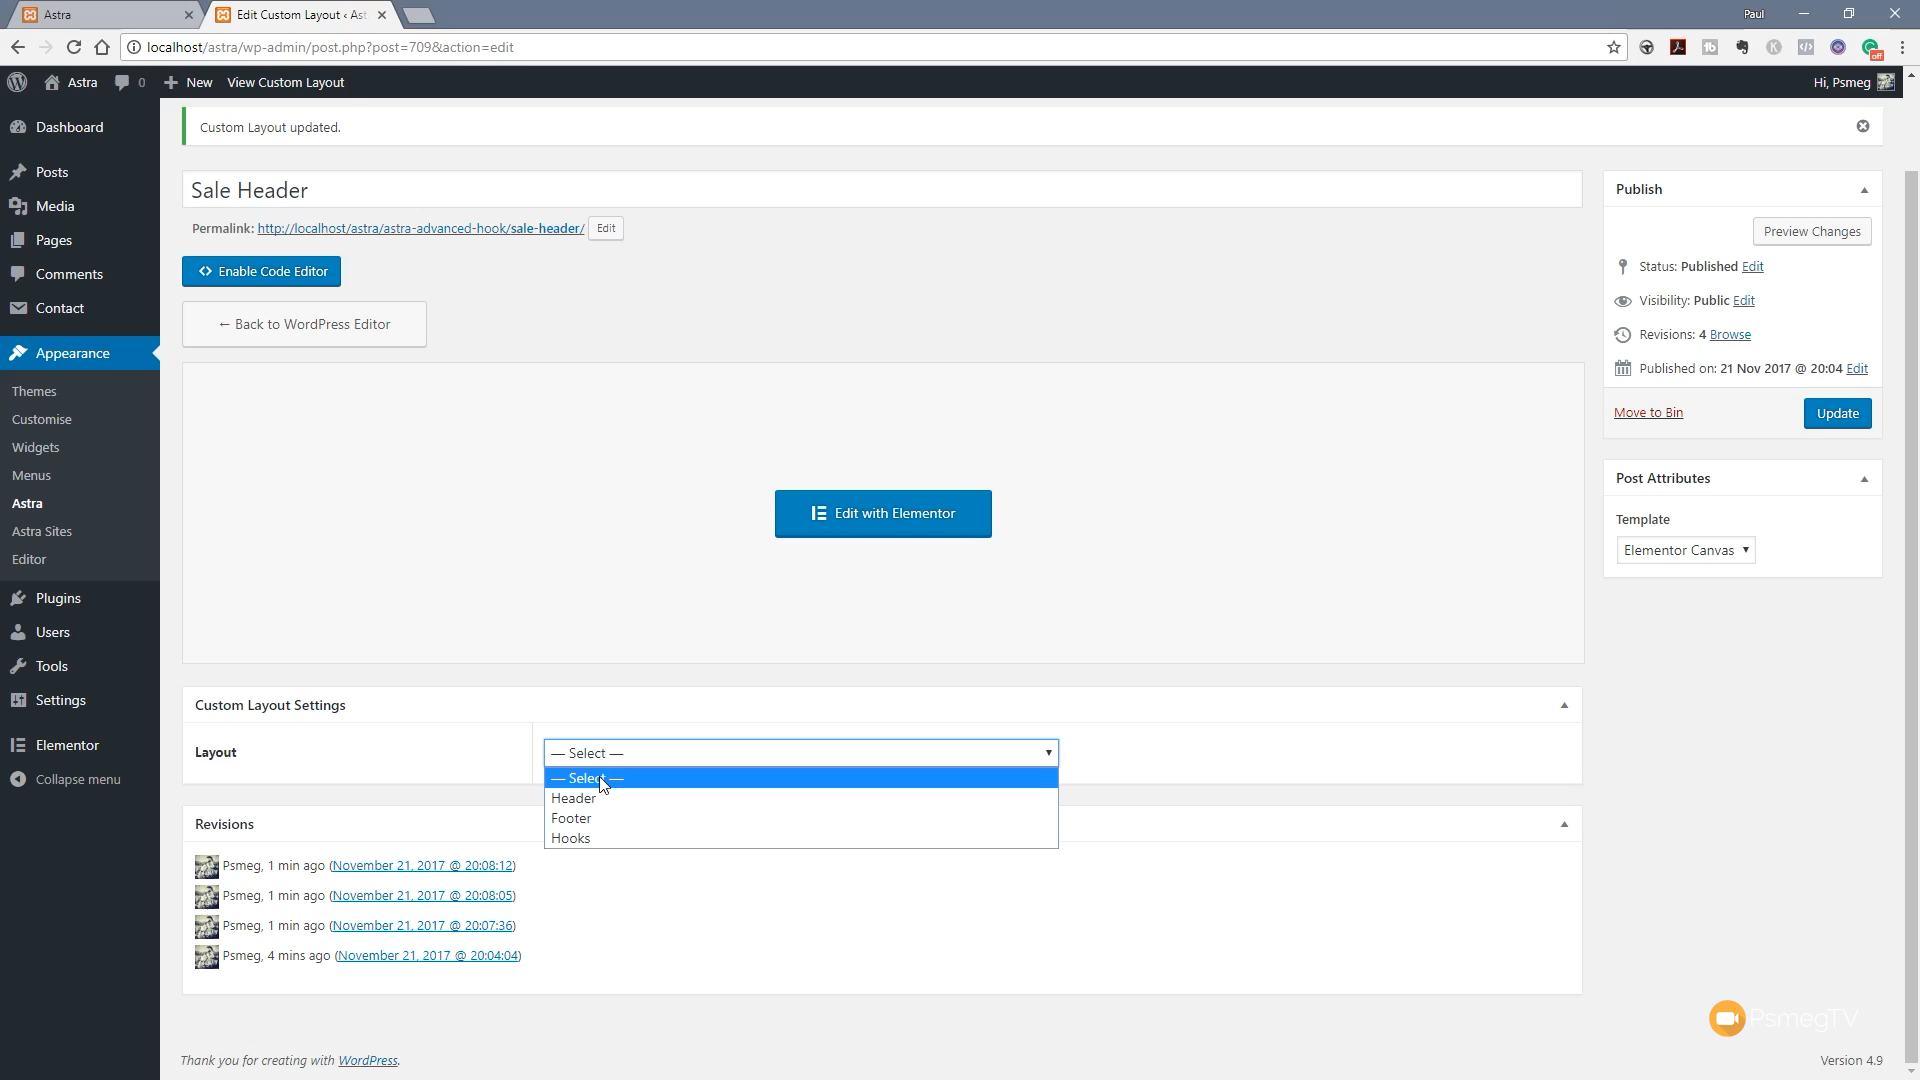 Astra
Edit Custom Layout ‹ Ast
Paul
localhost/astra/wp-admin/post.php?post=709&action=edit
off
Astra
0
New
View Custom Layout
Hi, Psmeg
Dashboard
Posts
Media
Pages
Comments
Contact
Appearance
Themes
Customise
Widgets
Menus
Astra
Astra Sites
Editor
Plugins
Users
Tools
Settings
Elementor
Collapse menu
Custom Layout updated.
Sale Header
Permalink: http://localhost/astra/astra-advanced-hook/sale-header/ Edit
Enable Code Editor
← Back to WordPress Editor
Edit with Elementor
Custom Layout Settings
Layout
— Select —
— Select —
Header
Footer
Hooks
Revisions
Psmeg, 1 min ago (November 21, 2017 @ 20:08:12)
Psmeg, 1 min ago (November 21, 2017 @ 20:08:05)
Psmeg, 1 min ago (November 21, 2017 @ 20:07:36)
Psmeg, 4 mins ago (November 21, 2017 @ 20:04:04)
Publish
Preview Changes
Status: Published Edit
Visibility: Public Edit
Revisions: 4 Browse
Published on: 21 Nov 2017 @ 20:04 Edit
Move to Bin
Update
Post Attributes
Template
Elementor Canvas
PsmegTV
Thank you for creating with WordPress.
Version 4.9